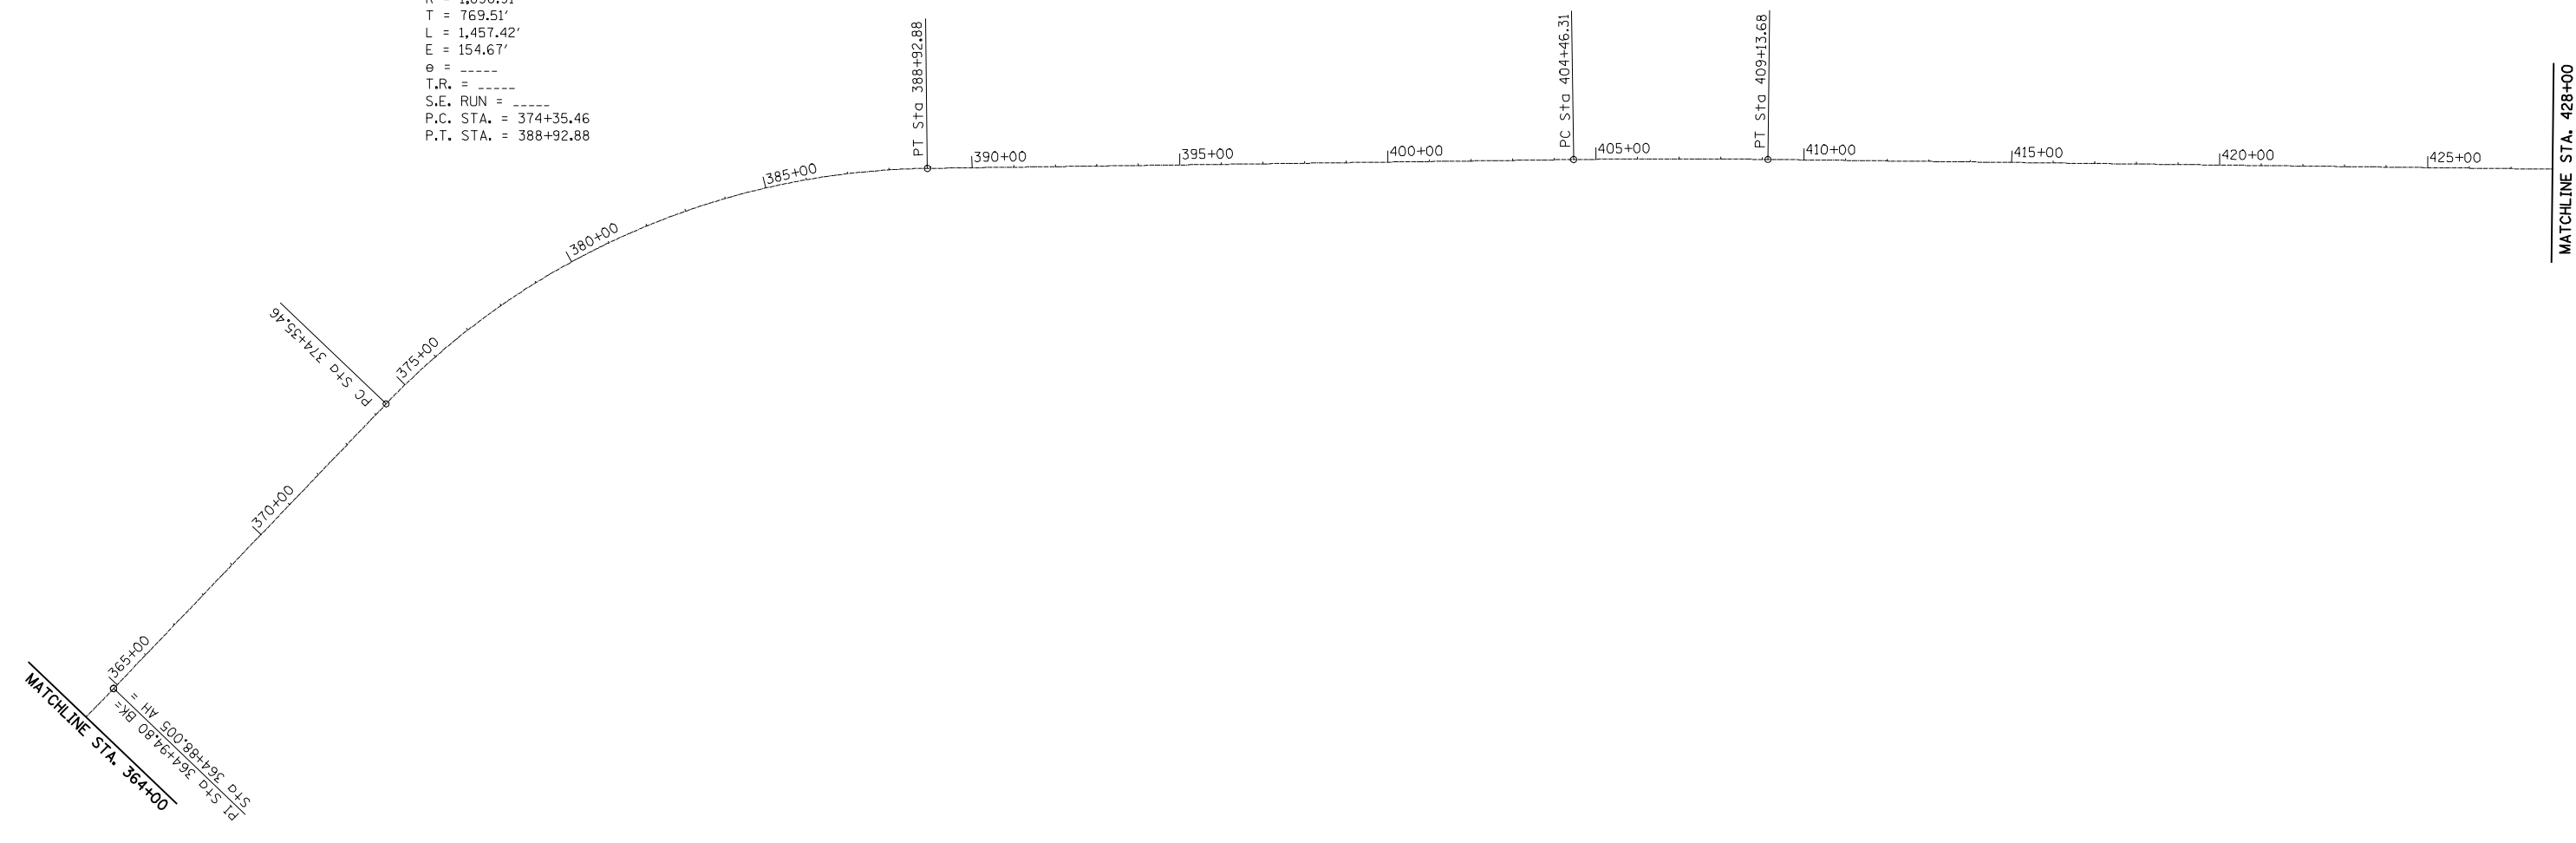 T = 769.51'
L = 1,457.42'
E = 154.67'
e = _____
T.R. = _____
S.E. RUN = _____
P.C. STA. = 374+35.46
P.T. STA. = 388+92.88
PT Sta 388+92.88
PC Sta 404+46.31
PT Sta 409+13.68
MATCHLINE STA. 428+00
390+00
395+00
400+00
405+00
410+00
415+00
420+00
425+00
385+00
380+00
375+00
PC Sta 374+35.46
370+00
365+00
MATCHLINE STA. 364+00
PI Sta 364+94.80 BK=
Sta 364+88.005 AH =